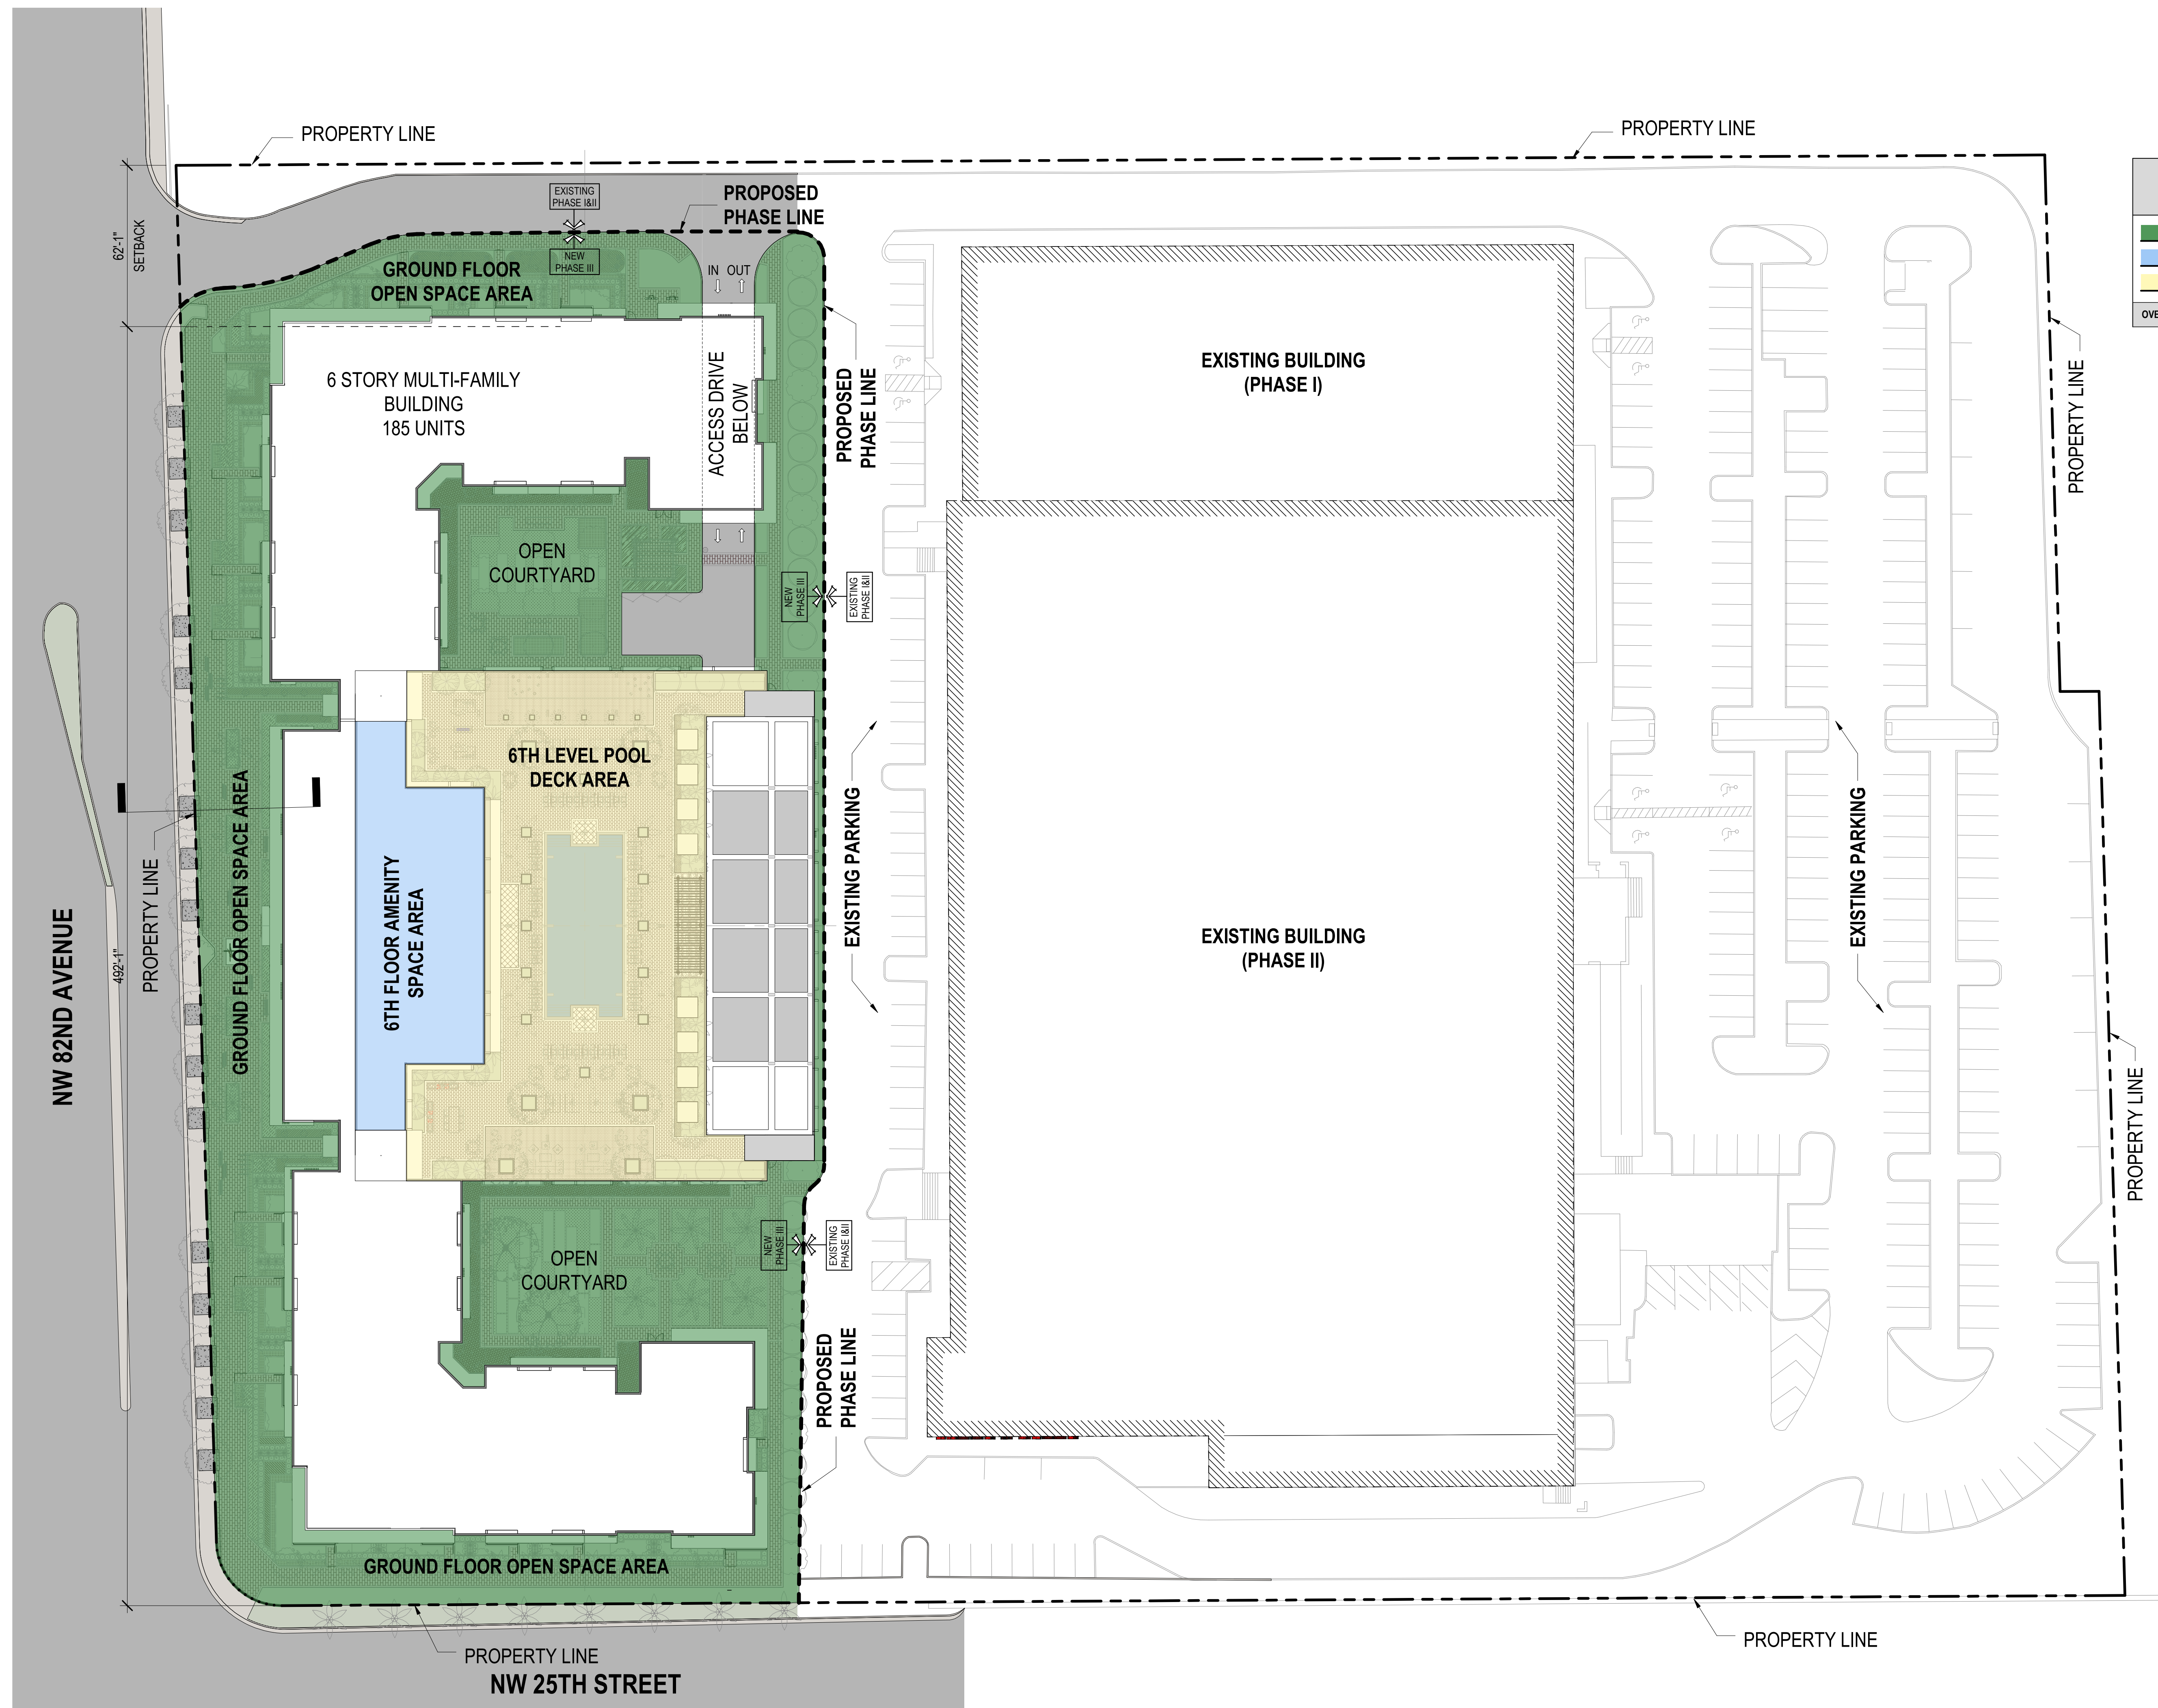 PROPERTY LINE
PROPERTY LINE
62'-1"
SETBACK
EXISTING
PHASE I&II
PROPOSED
PHASE LINE
NEW
PHASE III
GROUND FLOOR
OPEN SPACE AREA
IN OUT
OVE
6 STORY MULTI-FAMILY
BUILDING
185 UNITS
ACCESS DRIVE
BELOW
PROPOSED
PHASE LINE
EXISTING BUILDING
(PHASE I)
PROPERTY LINE
OPEN
COURTYARD
NEW
PHASE III
EXISTING
PHASE I&II
6TH LEVEL POOL
DECK AREA
GROUND FLOOR OPEN SPACE AREA
6TH FLOOR AMENITY
SPACE AREA
EXISTING PARKING
EXISTING PARKING
PROPERTY LINE
492'-1"
NW 82ND AVENUE
EXISTING BUILDING
(PHASE II)
PROPERTY LINE
OPEN
COURTYARD
NEW
PHASE III
EXISTING
PHASE I&II
PROPOSED
PHASE LINE
GROUND FLOOR OPEN SPACE AREA
PROPERTY LINE
PROPERTY LINE
NW 25TH STREET